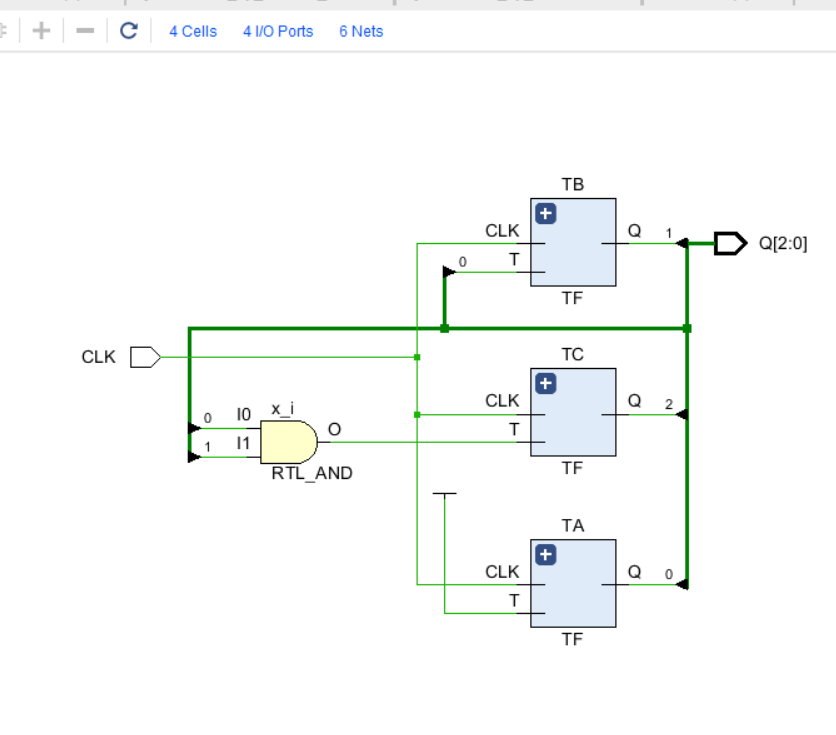 4 Cells 4 I/O Ports 6 Nets
TB
CLK Q 1 Q[2:0]
0 T
TF
CLK
TC
CLK Q 2
0 I0 x_i O T
1 I1
RTL_AND TF
TA
CLK Q 0
T
TF